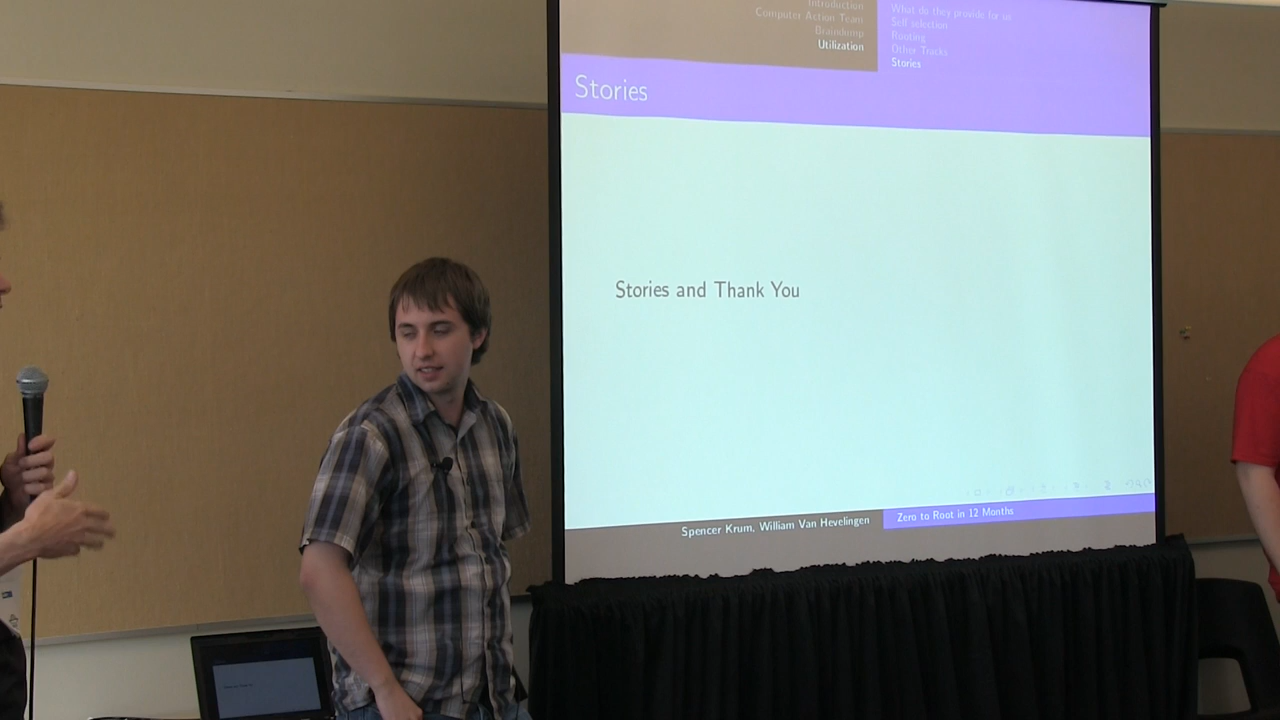 Introduction
Computer Action Team
Braindump
Utilization
What do they provide for us
Self selection
Rooting
Other Tracks
Stories
Stories
Stories and Thank You
Spencer Krum, William Van Hevelingen
Zero to Root in 12 Months